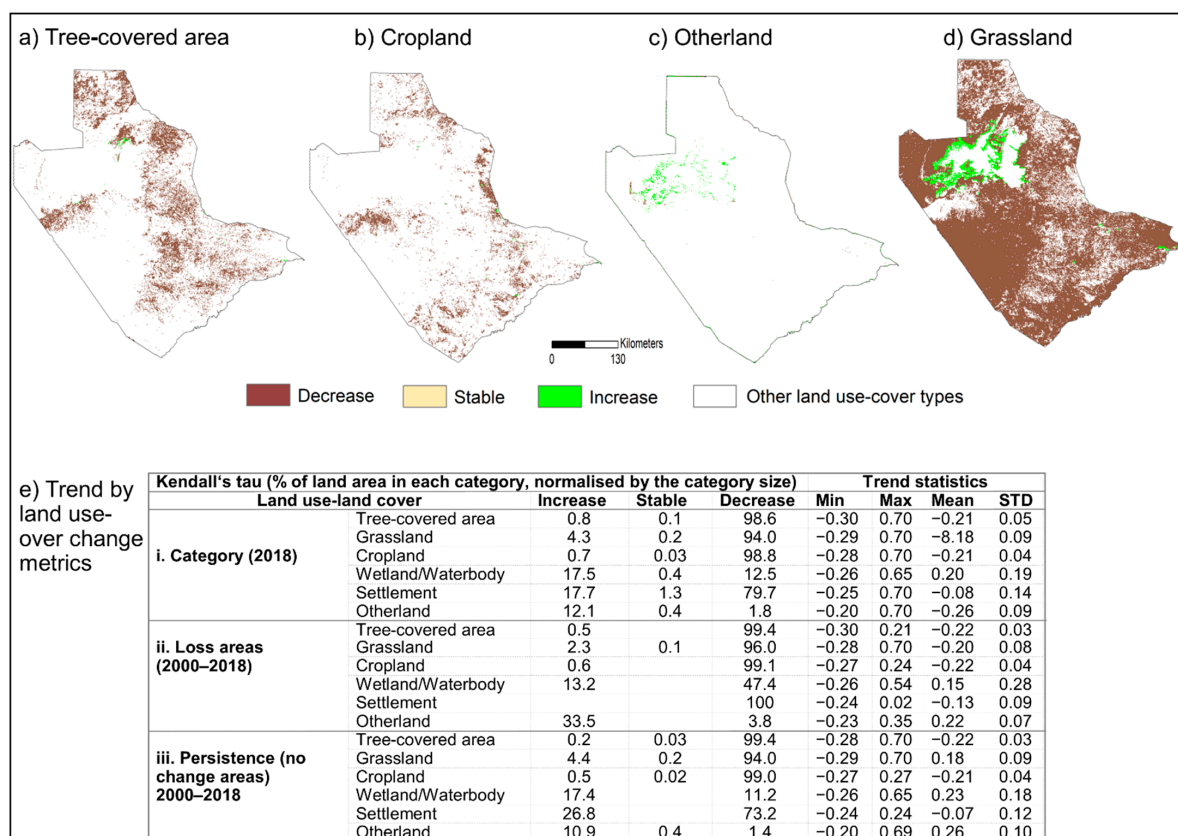 a) Tree-covered area b) Cropland c) Otherland d) Grassland
Kilometers
0 130
Decrease Stable Increase Other land use-cover types
e) Trend by land use-over change metrics
Kendall‘s tau (% of land area in each category, normalised by the category size) Trend statistics
Land use-land cover Increase Stable Decrease Min Max Mean STD
i. Category (2018)
Tree-covered area 0.8 0.1 98.6 −0.30 0.70 −0.21 0.05
Grassland 4.3 0.2 94.0 −0.29 0.70 −8.18 0.09
Cropland 0.7 0.03 98.8 −0.28 0.70 −0.21 0.04
Wetland/Waterbody 17.5 0.4 12.5 −0.26 0.65 0.20 0.19
Settlement 17.7 1.3 79.7 −0.25 0.70 −0.08 0.14
Otherland 12.1 0.4 1.8 −0.20 0.70 −0.26 0.09
ii. Loss areas (2000–2018)
Tree-covered area 0.5 99.4 −0.30 0.21 −0.22 0.03
Grassland 2.3 0.1 96.0 −0.28 0.70 −0.20 0.08
Cropland 0.6 99.1 −0.27 0.24 −0.22 0.04
Wetland/Waterbody 13.2 47.4 −0.26 0.54 0.15 0.28
Settlement 100 −0.24 0.02 −0.13 0.09
Otherland 33.5 3.8 −0.23 0.35 0.22 0.07
iii. Persistence (no change areas) 2000–2018
Tree-covered area 0.2 0.03 99.4 −0.28 0.70 −0.22 0.03
Grassland 4.4 0.2 94.0 −0.29 0.70 0.18 0.09
Cropland 0.5 0.02 99.0 −0.27 0.27 −0.21 0.04
Wetland/Waterbody 17.4 11.2 −0.26 0.65 0.23 0.18
Settlement 26.8 73.2 −0.24 0.24 −0.07 0.12
Otherland 10.9 0.4 1.4 −0.20 0.69 0.26 0.10